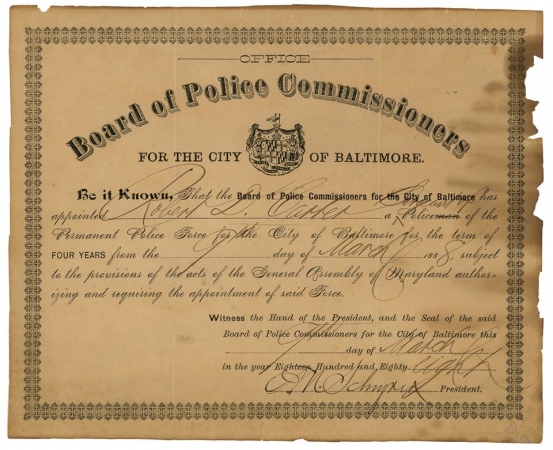 OFFICE
Board of Police Commissioners
FOR THE CITY OF BALTIMORE.
Be it Known, That the Board of Police Commissioners for the City of Baltimore has
appointed Robert D. a Policeman of the
Permanent Police Force for the City of Baltimore for the term of
FOUR YEARS from the day of March 1888 subject
to the provisions of the acts of the General Assembly of Maryland author-
izing and requiring the appointment of said Force.
Witness the Hand of the President, and the Seal of the said
Board of Police Commissioners for the City of Baltimore this
day of March
in the year Eighteen Hundred and Eighty eight
President.